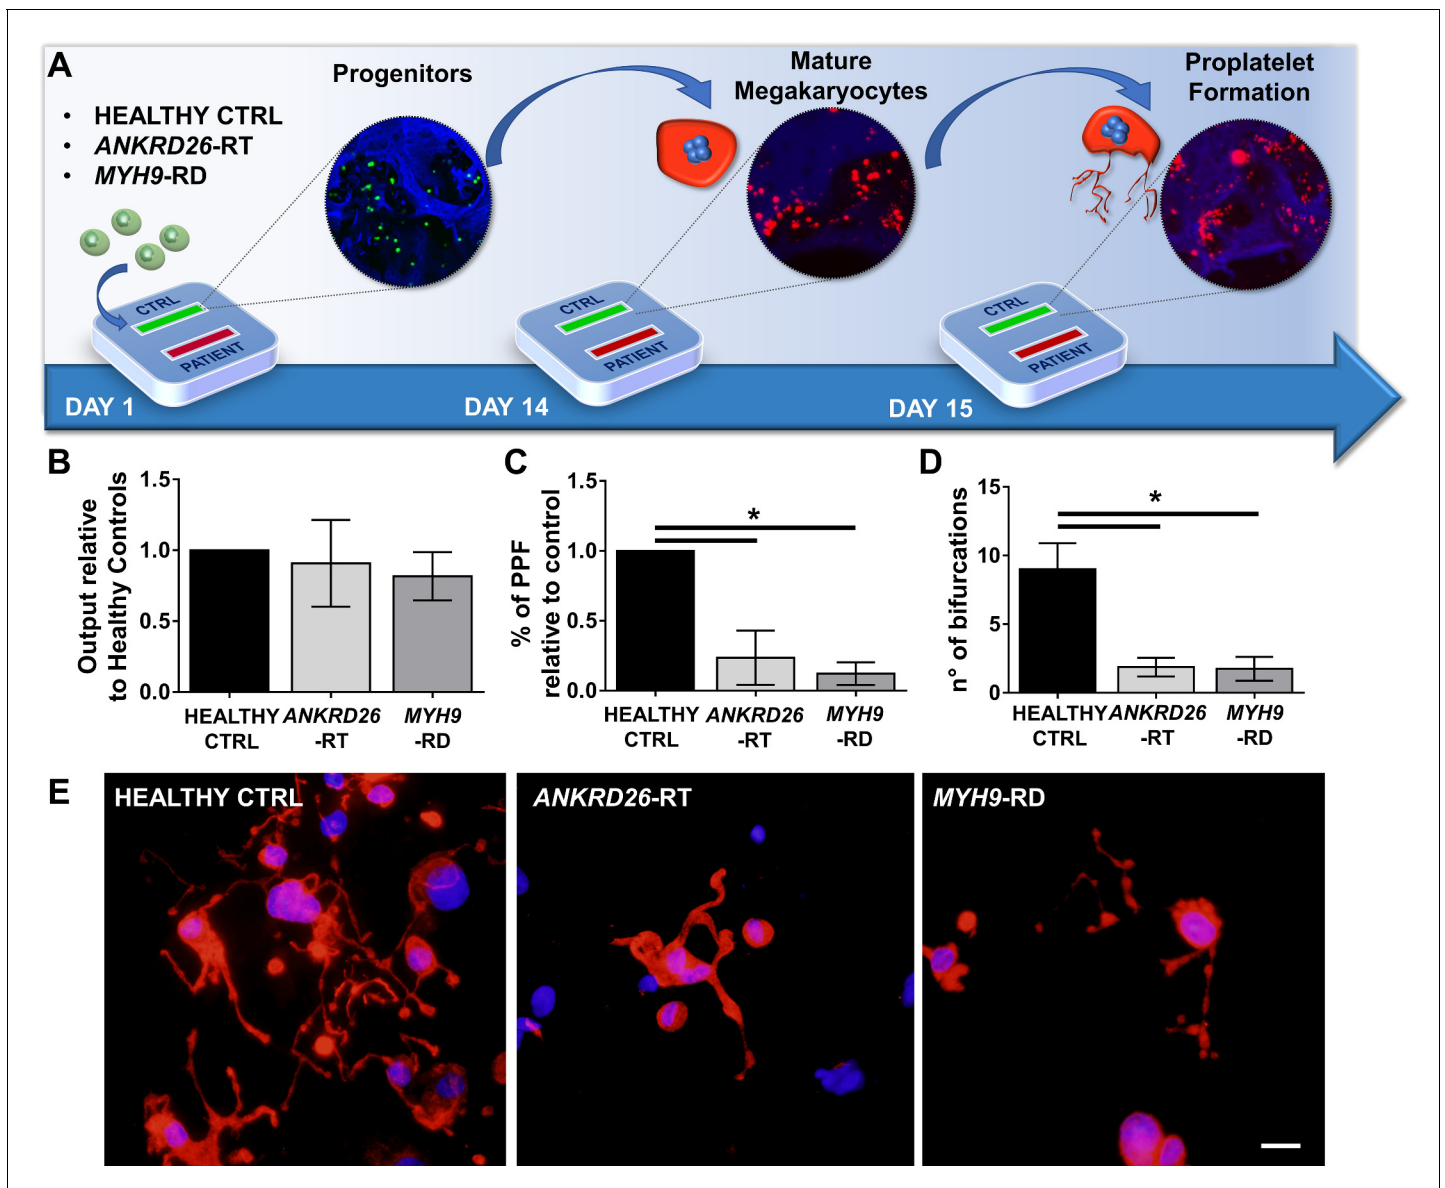 A
Progenitors
Mature
Megakaryocytes
Proplatelet
Formation
• HEALTHY CTRL
• ANKRD26-RT
• MYH9-RD
CTRL
PATIENT
CTRL
PATIENT
CTRL
PATIENT
DAY 1
DAY 14
DAY 15
B
Output relative
to Healthy Controls
1.5
1.0
0.5
0.0
HEALTHY
CTRL
ANKRD26
-RT
MYH9
-RD
C
% of PPF
relative to control
1.5
1.0
0.5
0.0
*
HEALTHY
CTRL
ANKRD26
-RT
MYH9
-RD
D
n° of bifurcations
15
10
5
0
*
HEALTHY
CTRL
ANKRD26
-RT
MYH9
-RD
E
HEALTHY CTRL
ANKRD26-RT
MYH9-RD